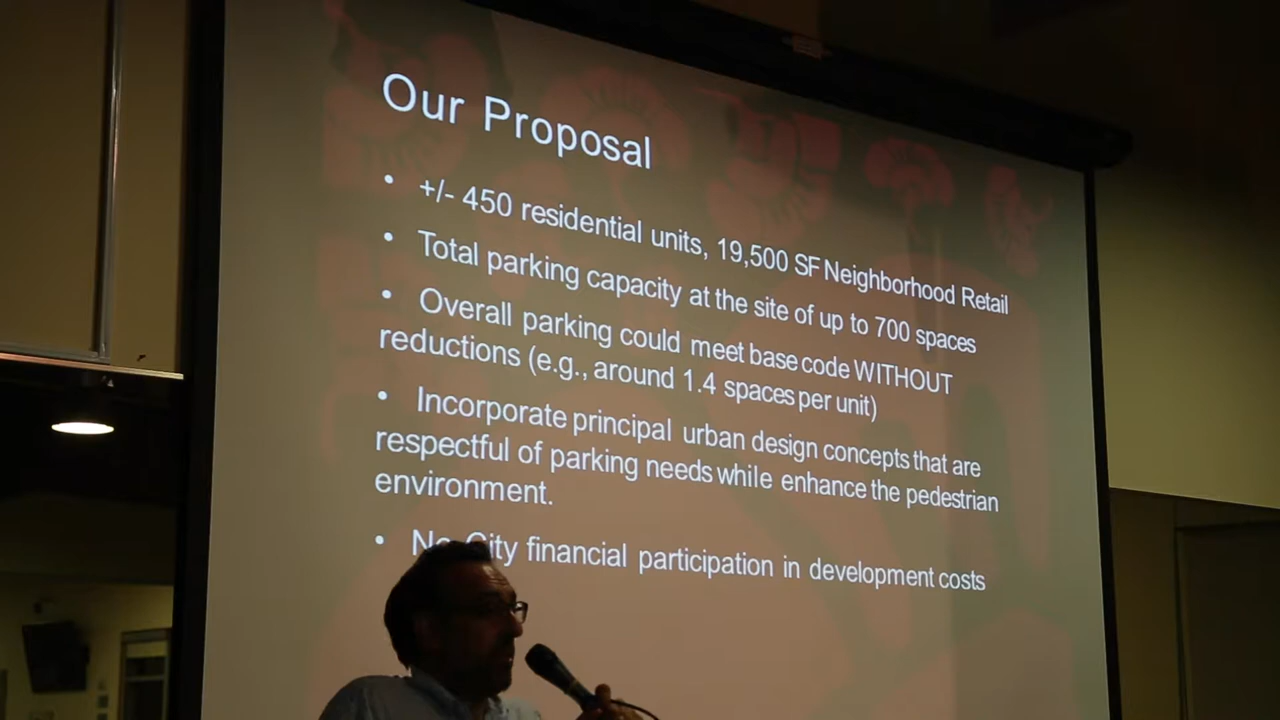 Our Proposal
• +/- 450 residential units, 19,500 SF Neighborhood Retail
• Total parking capacity at the site of up to 700 spaces
• Overall parking could meet base code WITHOUT
reductions (e.g., around 1.4 spaces per unit)
• Incorporate principal urban design concepts that are
respectful of parking needs while enhance the pedestrian
environment.
• No City financial participation in development costs